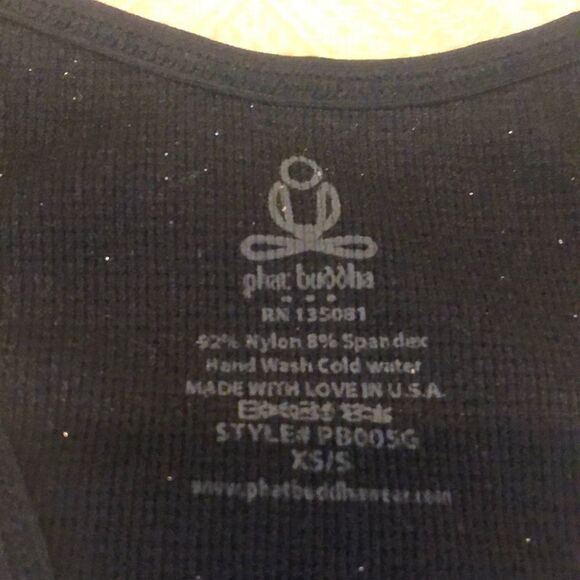 phat buddha
RN 135081
92% Nylon 8% Spandex
Hand Wash Cold water
MADE WITH LOVE IN U.S.A.
STYLE# PB005G
XS/S
www.phatbuddhawear.com